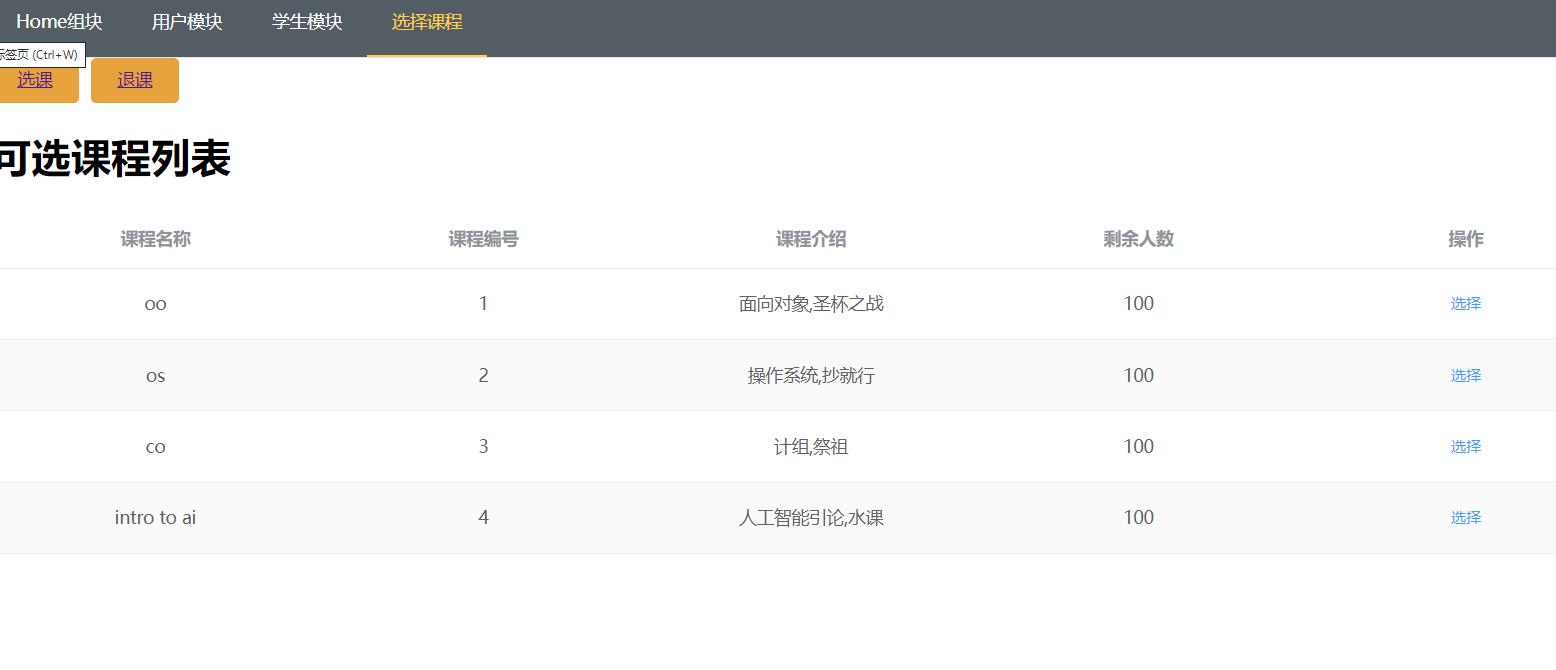 Home组块 用户模块 学生模块 选择课程
标签页 (Ctrl+W)
选课 退课
可选课程列表
课程名称 课程编号 课程介绍 剩余人数 操作
oo 1 面向对象,圣杯之战 100 选择
os 2 操作系统,抄就行 100 选择
co 3 计组,祭祖 100 选择
intro to ai 4 人工智能引论,水课 100 选择